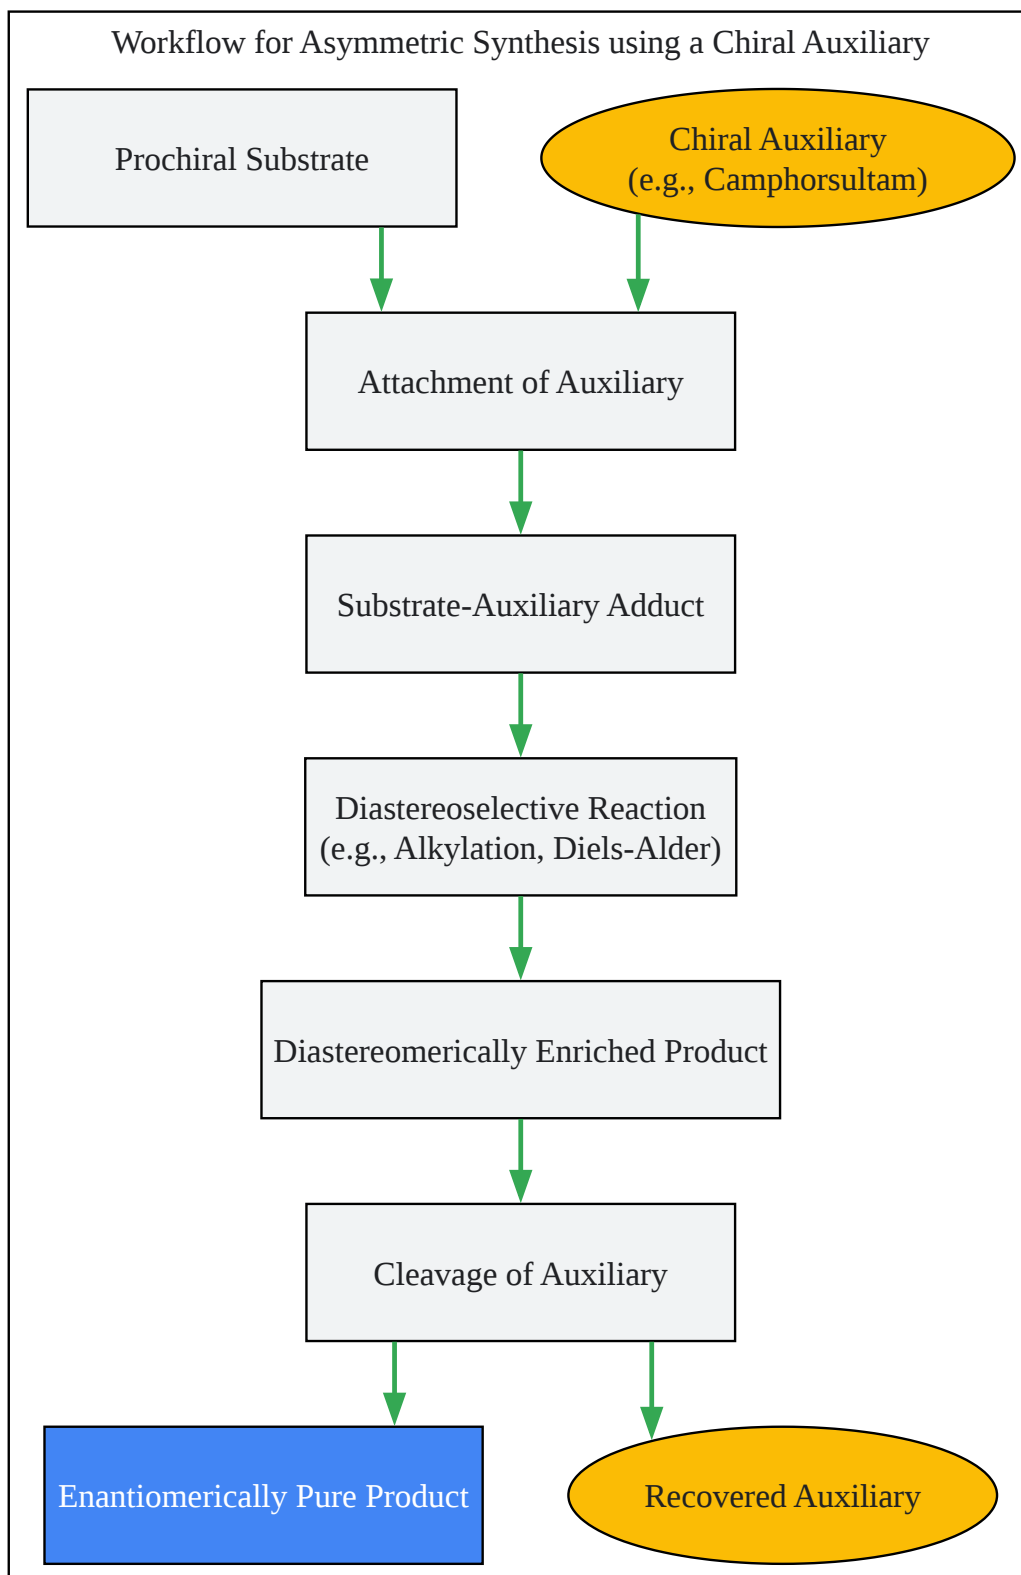 Workflow for Asymmetric Synthesis using a Chiral Auxiliary
Prochiral Substrate
Chiral Auxiliary
(e.g., Camphorsultam)
Attachment of Auxiliary
Substrate-Auxiliary Adduct
Diastereoselective Reaction
(e.g., Alkylation, Diels-Alder)
Diastereomerically Enriched Product
Cleavage of Auxiliary
Enantiomerically Pure Product
Recovered Auxiliary